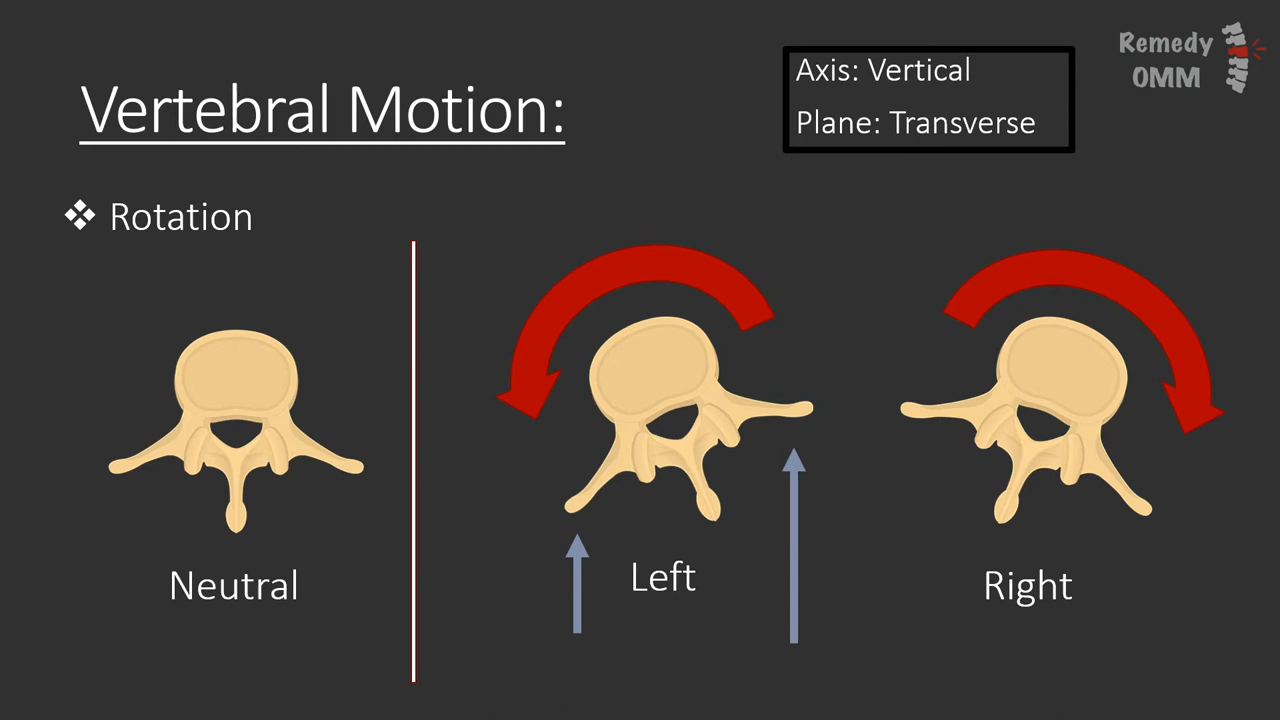 Remedy
OMM
Axis: Vertical
Plane: Transverse
Vertebral Motion:
❖ Rotation
Neutral
Left
Right